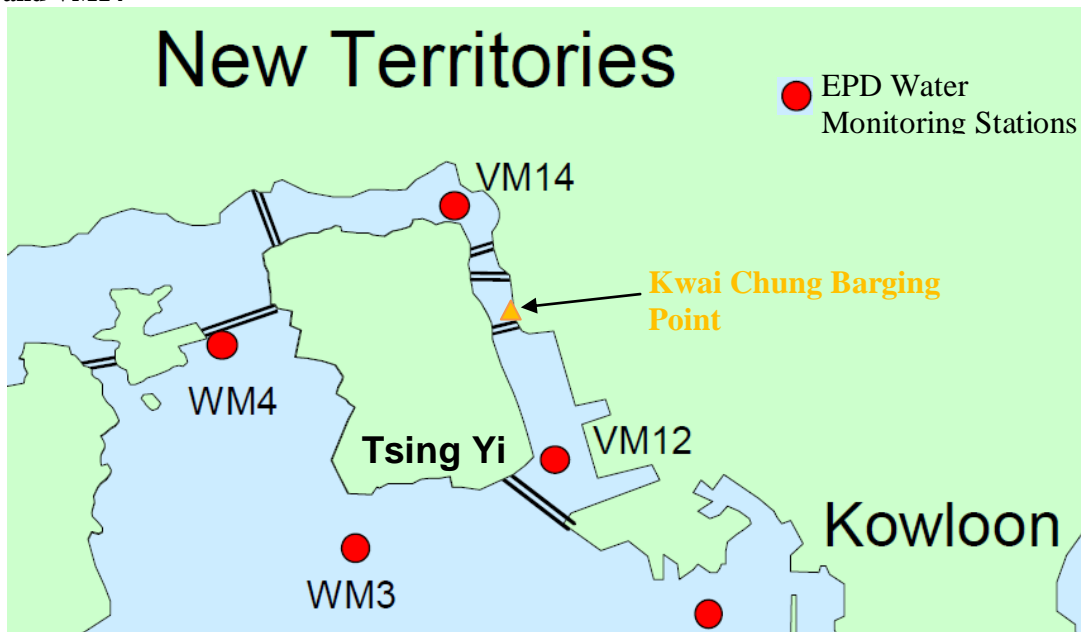 New Territories
EPD Water
Monitoring Stations
VM14
Kwai Chung Barging
Point
WM4
VM12
Tsing Yi
Kowloon
WM3